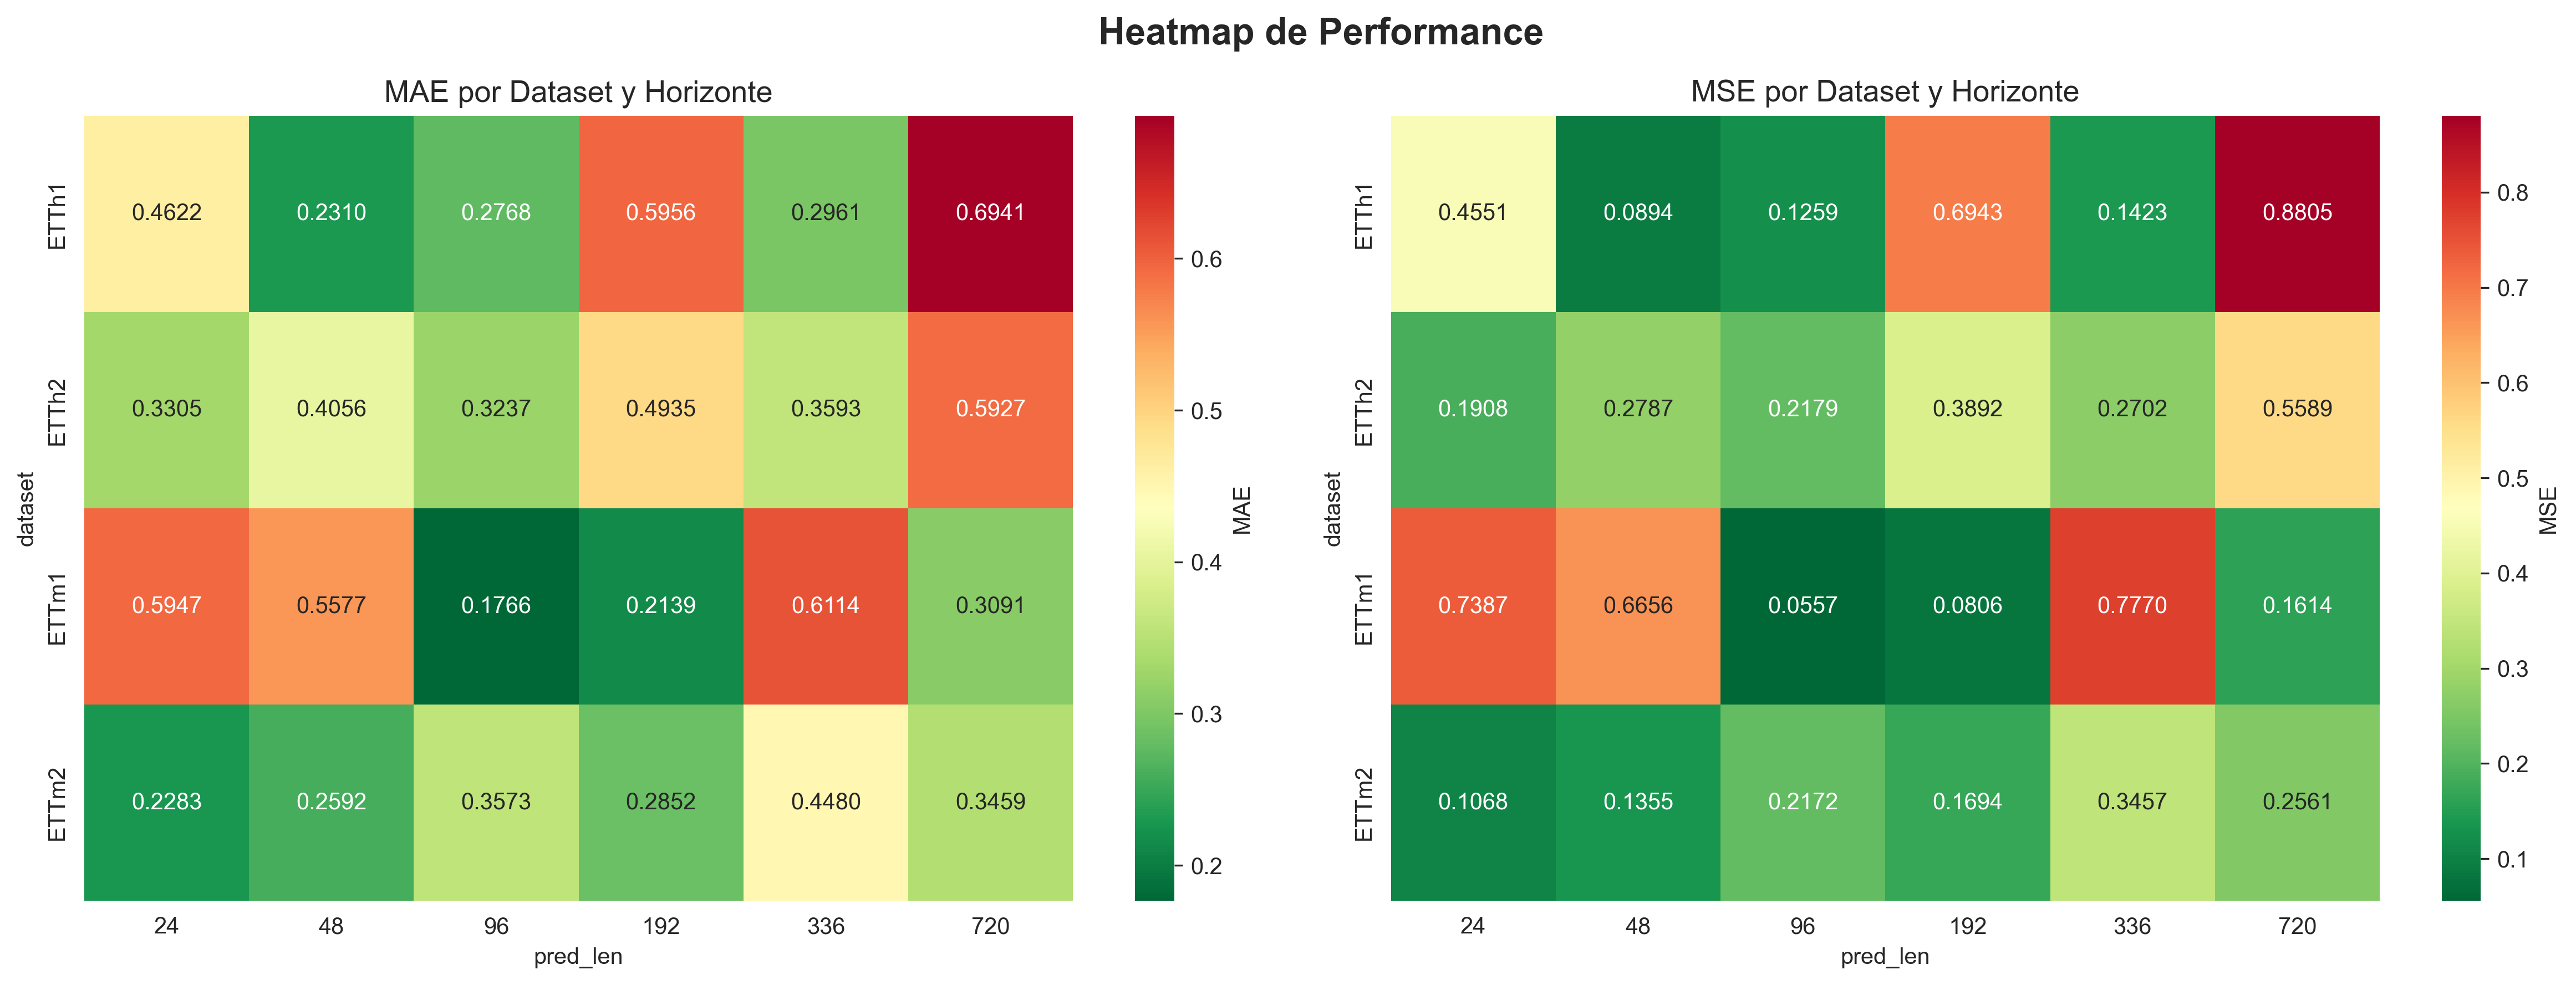 Heatmap de Performance
MAE por Dataset y Horizonte
ETTh1 0.4622 0.2310 0.2768 0.5956 0.2961 0.6941
ETTh2 0.3305 0.4056 0.3237 0.4935 0.3593 0.5927
ETTm1 0.5947 0.5577 0.1766 0.2139 0.6114 0.3091
ETTm2 0.2283 0.2592 0.3573 0.2852 0.4480 0.3459
dataset
24 48 96 192 336 720
pred_len
0.6
0.5
0.4
0.3
0.2
MAE
MSE por Dataset y Horizonte
ETTh1 0.4551 0.0894 0.1259 0.6943 0.1423 0.8805
ETTh2 0.1908 0.2787 0.2179 0.3892 0.2702 0.5589
ETTm1 0.7387 0.6656 0.0557 0.0806 0.7770 0.1614
ETTm2 0.1068 0.1355 0.2172 0.1694 0.3457 0.2561
dataset
24 48 96 192 336 720
pred_len
0.8
0.7
0.6
0.5
0.4
0.3
0.2
0.1
MSE